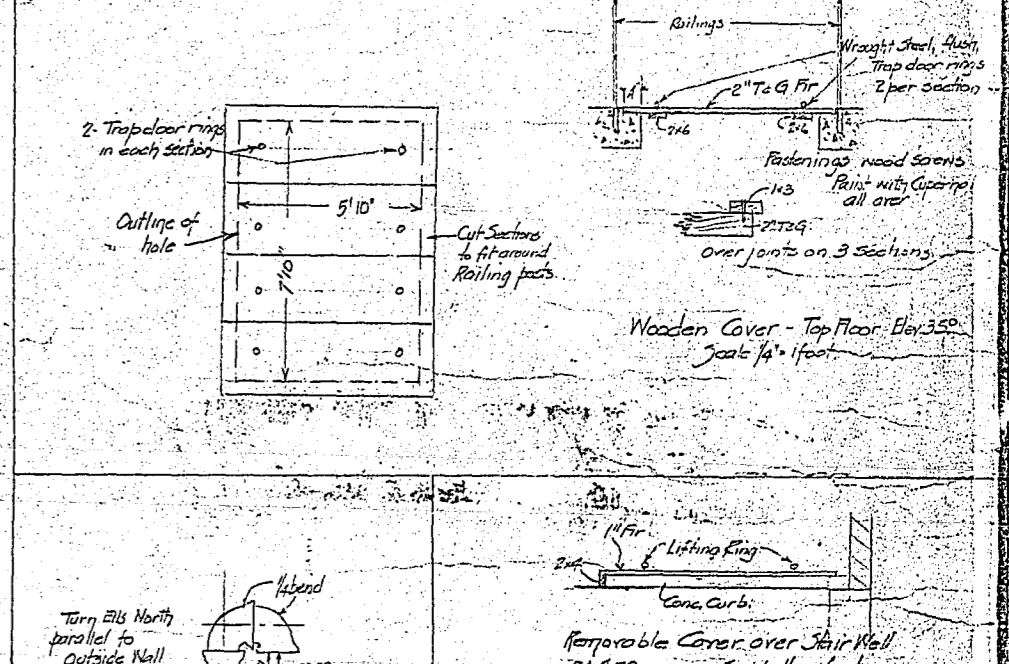 Railings
Wrought Steel, flush,
Trap door rings
2 per section
"A"
2" T&G Fir
2x6
2x6
Fastenings wood screws
Paint with Cuprinol
all over
1x3
2" T&G
over joints on 3 sections
Wooden Cover - Top Floor Elev. 35.0
Scale 1/4" = 1 foot
2- Trap door rings
in each section
Outline of
hole
5'10"
7'10"
Cut Sections
to fit around
Railing posts
1" Fir
Lifting Ring
2x4
Conc. Curb
Removable Cover over Stair Well
1/4 bend
Turn Ells North
parallel to
Outside Wall